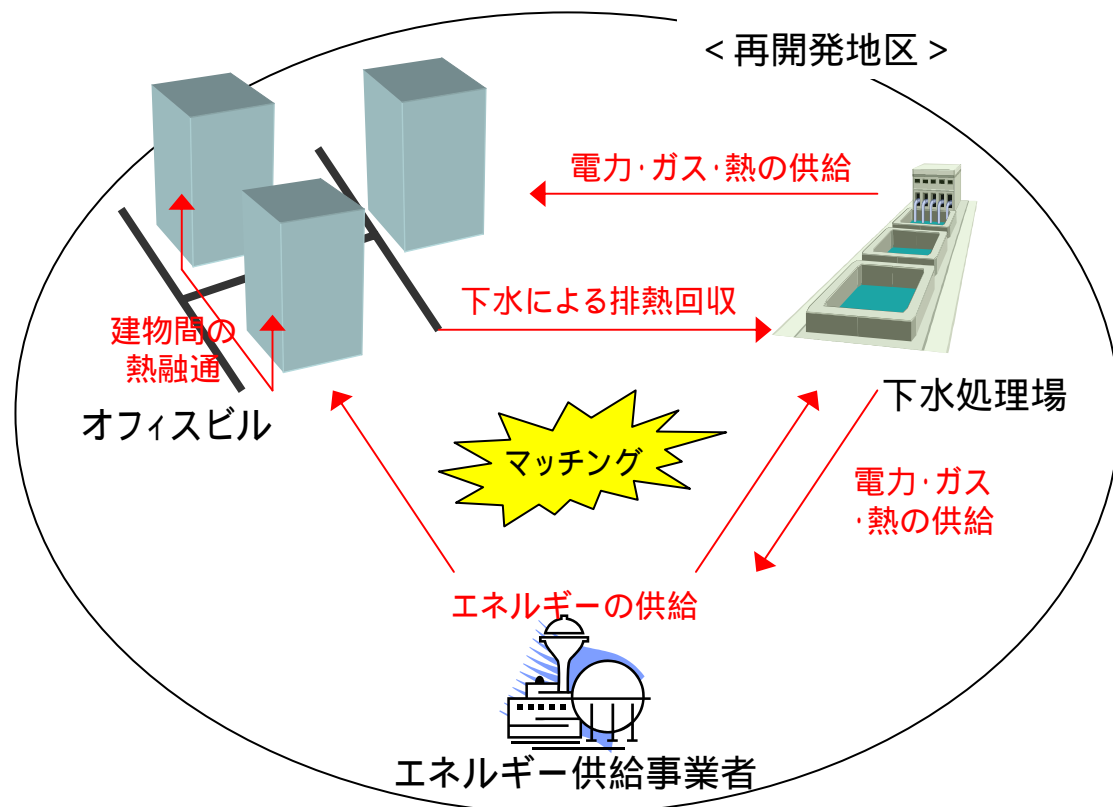 <再開発地区>
電力・ガス・熱の供給
下水による排熱回収
建物間の
熱融通
オフィスビル
下水処理場
マッチング
電力・ガス
・熱の供給
エネルギーの供給
エネルギー供給事業者